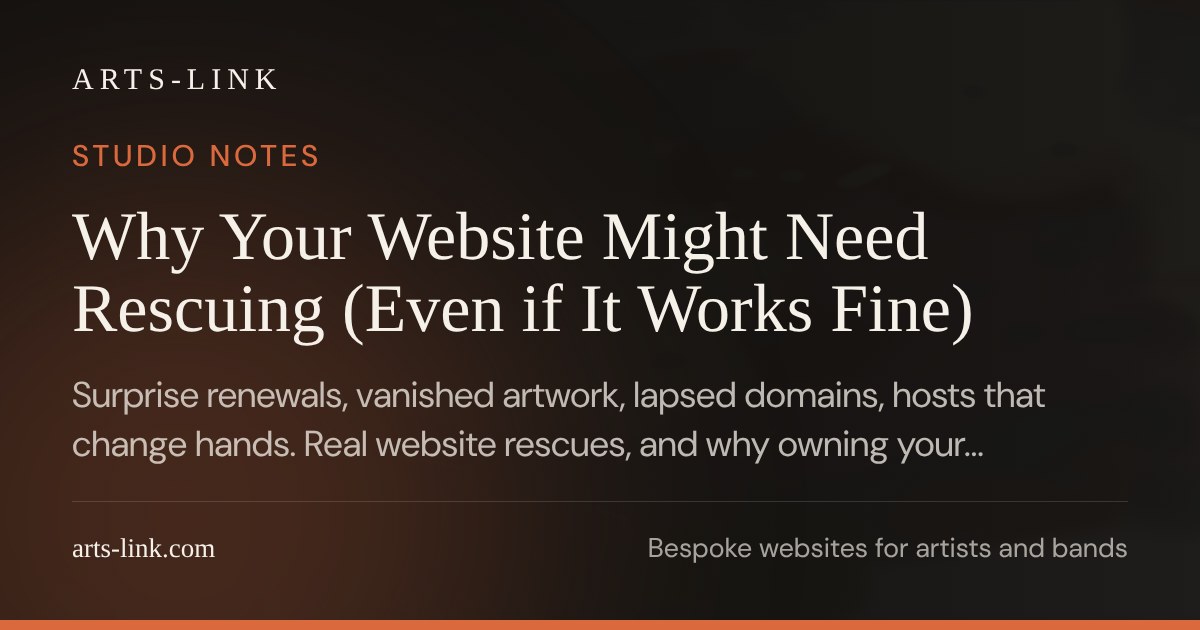 ARTS-LINK
STUDIO NOTES
Why Your Website Might Need
Rescuing (Even if It Works Fine)
Surprise renewals, vanished artwork, lapsed domains, hosts that
change hands. Real website rescues, and why owning your...
arts-link.com
Bespoke websites for artists and bands